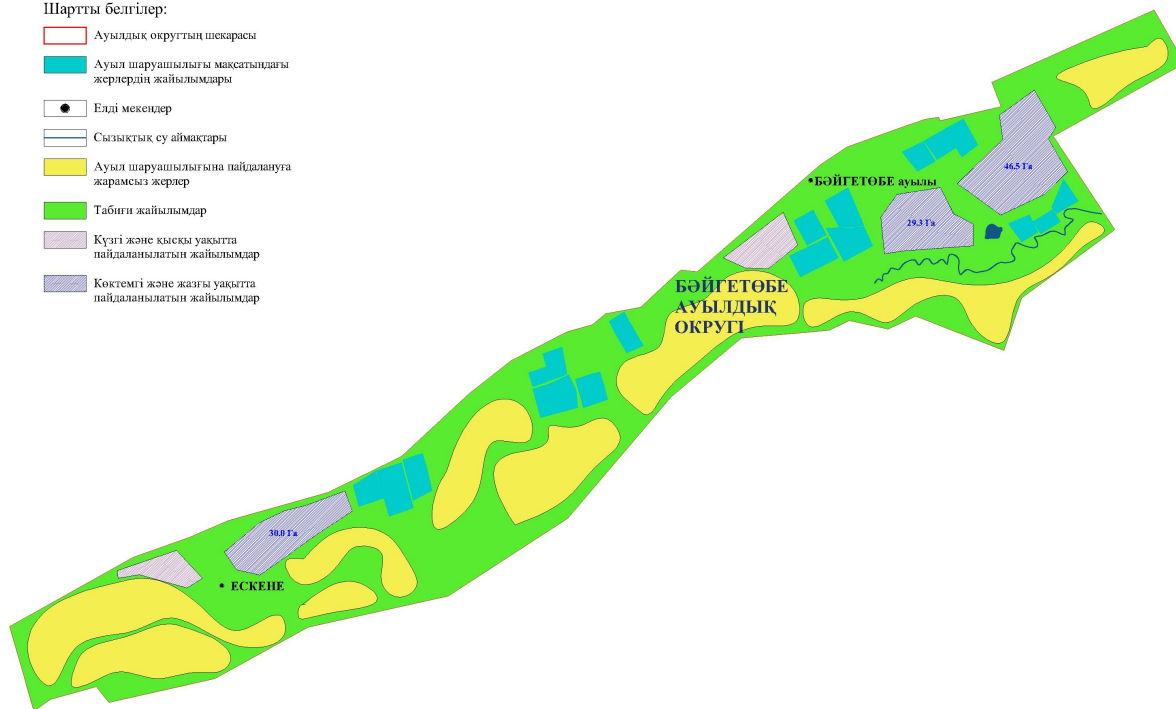 Шартты белгілер:
Ауылдық округтың шекарасы
Ауыл шаруашылығы мақсатындағы
жерлердің жайылымдары
Елді мекендер
Сызықтық су аймақтары
Ауыл шаруашылығына пайдалануға
жарамсыз жерлер
Табиғи жайылымдар
Күзгі және қысқы уақытта
пайдаланылатын жайылымдар
Көктемгі және жазғы уақытта
пайдаланылатын жайылымдар
46.5 Га
БӘЙГЕТӨБЕ ауылы
29.3 Га
БӘЙГЕТӨБЕ
АУЫЛДЫҚ
ОКРУГІ
30.0 Га
ЕСКЕНЕ